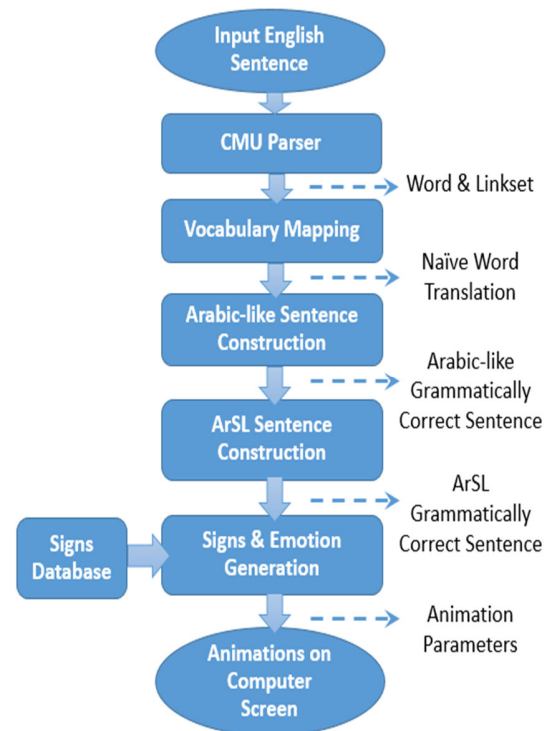 Input English
Sentence
CMU Parser
Word & Linkset
Vocabulary Mapping
Naïve Word
Translation
Arabic-like Sentence
Construction
Arabic-like
Grammatically
Correct Sentence
ArSL Sentence
Construction
ArSL
Grammatically
Correct Sentence
Signs
Database
Signs & Emotion
Generation
Animation
Parameters
Animations on
Computer
Screen